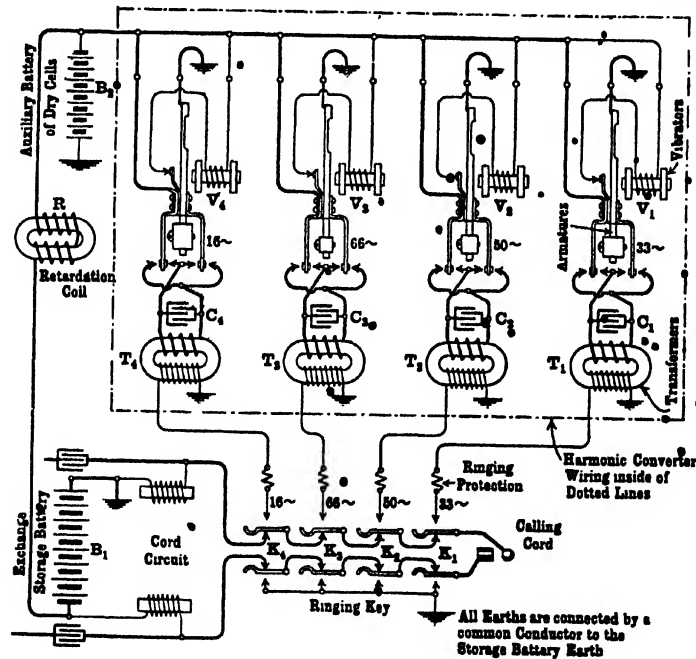 Auxiliary Battery
of Dry Cells
B₂
R
Retardation
Coil
V₄
V₃
V₂
V₁
Vibrators
Armatures
16~
66~
50~
33~
C₄
C₃
C₂
C₁
T₄
T₃
T₂
T₁
Transformers
Harmonic Converter
Wiring inside of
Dotted Lines
Ringing
Protection
16~
66~
50~
33~
Exchange
Storage Battery
B₁
Cord
Circuit
K₄
K₃
K₂
K₁
Calling
Cord
Ringing Key
All Earths are connected by a
common Conductor to the
Storage Battery Earth